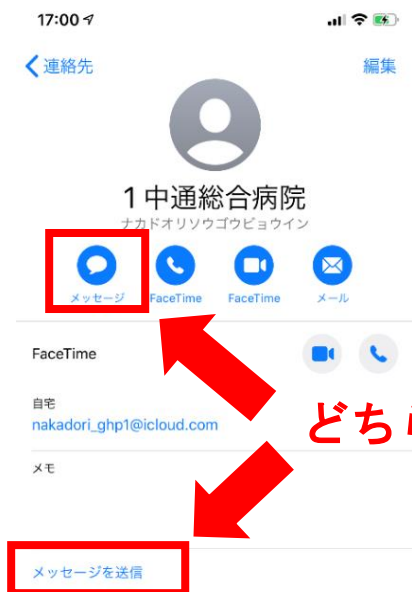 17:00
連絡先
編集
1 中通総合病院
ナカドオリソウゴウビョウイン
メッセージ
FaceTime
FaceTime
メール
FaceTime
どち
自宅
nakadori_ghp1@icloud.com
メモ
メッセージを送信